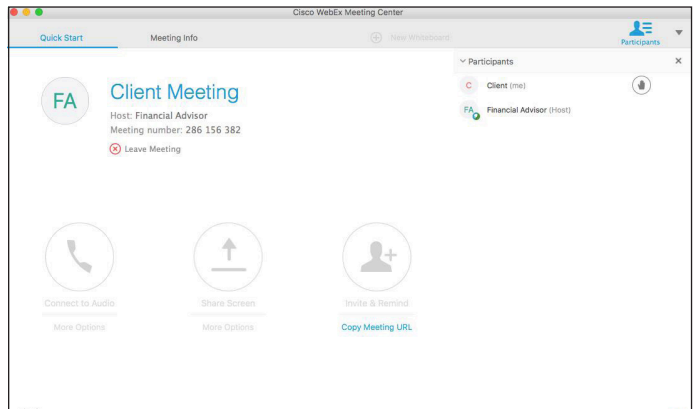 Cisco WebEx Meeting Center
Quick Start
Meeting Info
New Whiteboard
Participants
Participants
C Client (me)
FA Financial Advisor (Host)
FA
Client Meeting
Host: Financial Advisor
Meeting number: 286 156 382
Leave Meeting
Connect to Audio
More Options
Share Screen
More Options
Invite & Remind
Copy Meeting URL